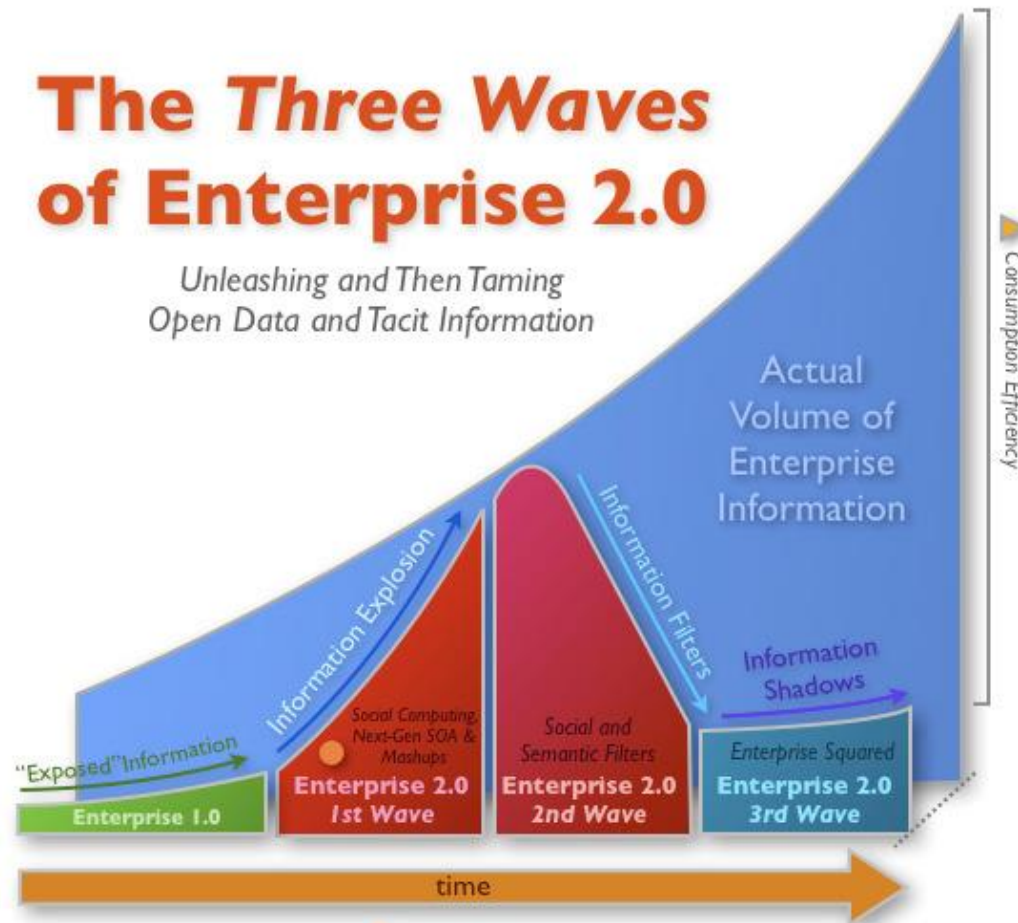 The Three Waves
of Enterprise 2.0
Unleashing and Then Taming
Open Data and Tacit Information
Consumption Efficiency
Actual
Volume of
Enterprise
Information
"Exposed" Information
Enterprise 1.0
Information Explosion
Social Computing,
Next-Gen SOA &
Mashups
Enterprise 2.0
1st Wave
Information Filters
Social and
Semantic Filters
Enterprise 2.0
2nd Wave
Information
Shadows
Enterprise Squared
Enterprise 2.0
3rd Wave
time